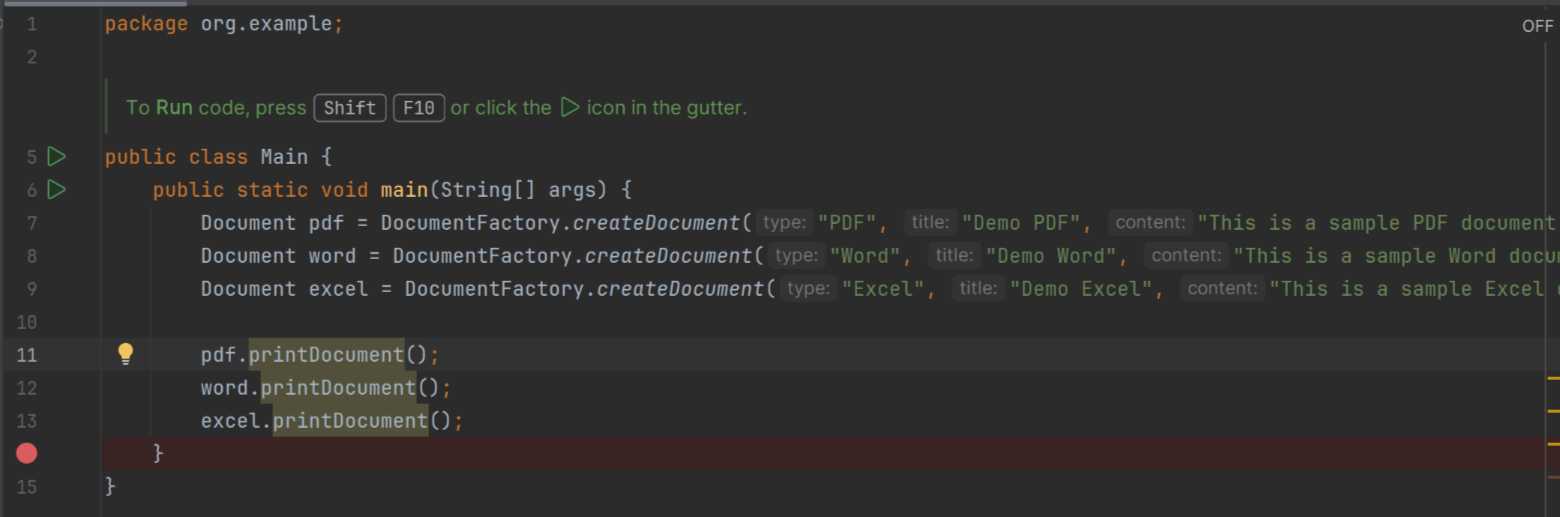 1 package org.example;
OFF
2
To Run code, press Shift F10 or click the icon in the gutter.
5 public class Main {
6 public static void main(String[] args) {
7 Document pdf = DocumentFactory.createDocument( type: "PDF", title: "Demo PDF", content: "This is a sample PDF document
8 Document word = DocumentFactory.createDocument( type: "Word", title: "Demo Word", content: "This is a sample Word docu
9 Document excel = DocumentFactory.createDocument( type: "Excel", title: "Demo Excel", content: "This is a sample Excel
10
11 pdf.printDocument();
12 word.printDocument();
13 excel.printDocument();
}
15 }